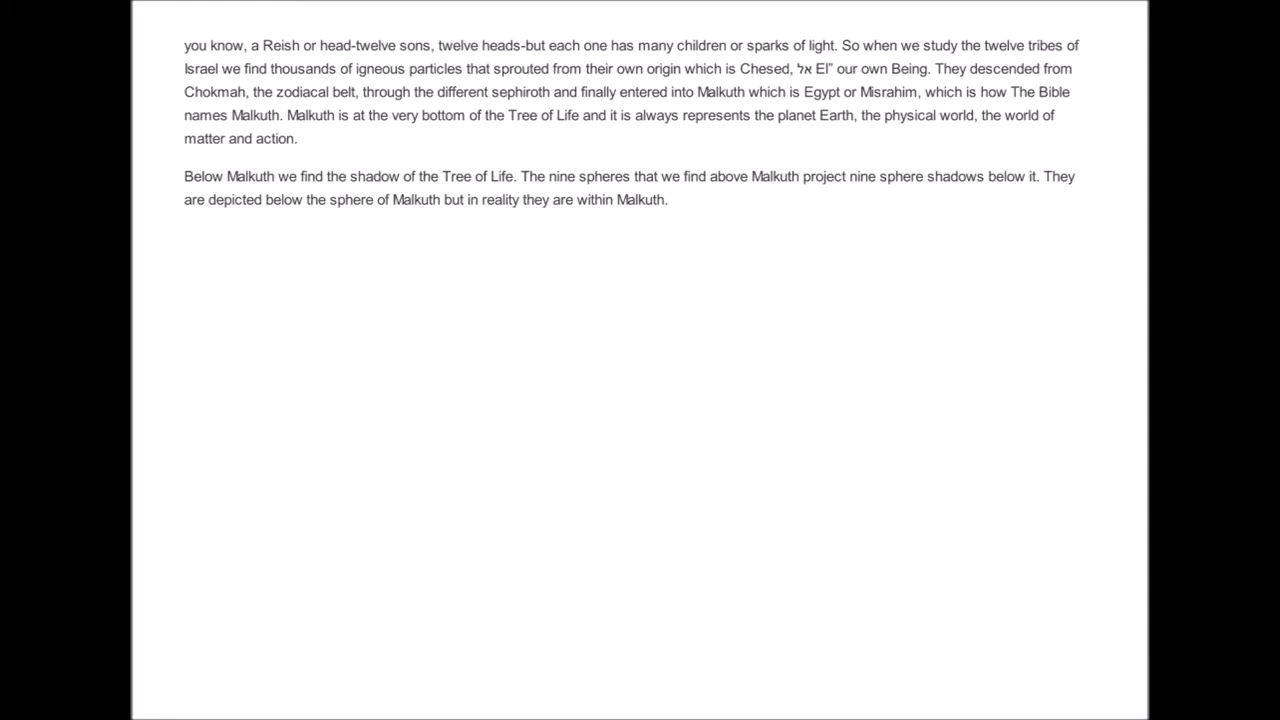 you know, a Reish or head-twelve sons, twelve heads-but each one has many children or sparks of light. So when we study the twelve tribes of
Israel we find thousands of igneous particles that sprouted from their own origin which is Chesed, אל El" our own Being. They descended from
Chokmah, the zodiacal belt, through the different sephiroth and finally entered into Malkuth which is Egypt or Misrahim, which is how The Bible
names Malkuth. Malkuth is at the very bottom of the Tree of Life and it is always represents the planet Earth, the physical world, the world of
matter and action.
Below Malkuth we find the shadow of the Tree of Life. The nine spheres that we find above Malkuth project nine sphere shadows below it. They
are depicted below the sphere of Malkuth but in reality they are within Malkuth.